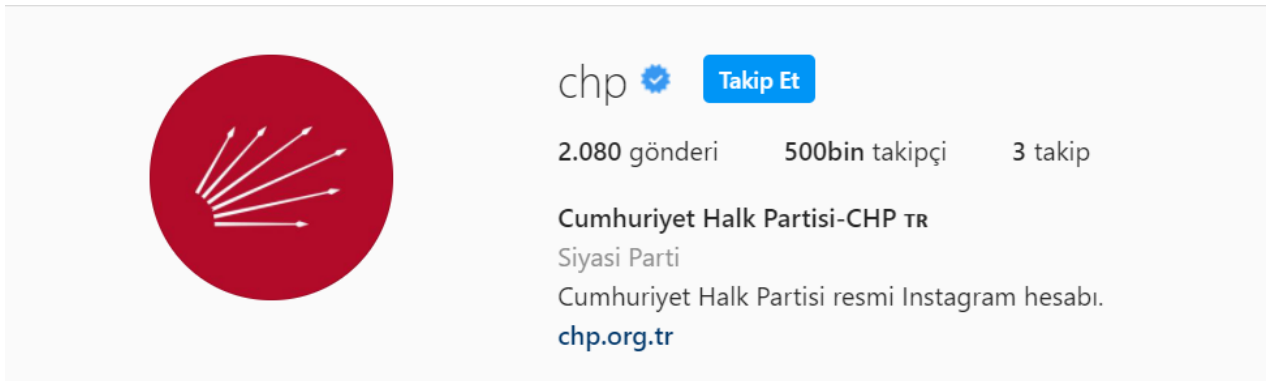 chp Takip Et
2.080 gönderi 500bin takipçi 3 takip
Cumhuriyet Halk Partisi-CHP TR
Siyasi Parti
Cumhuriyet Halk Partisi resmi Instagram hesabı.
chp.org.tr